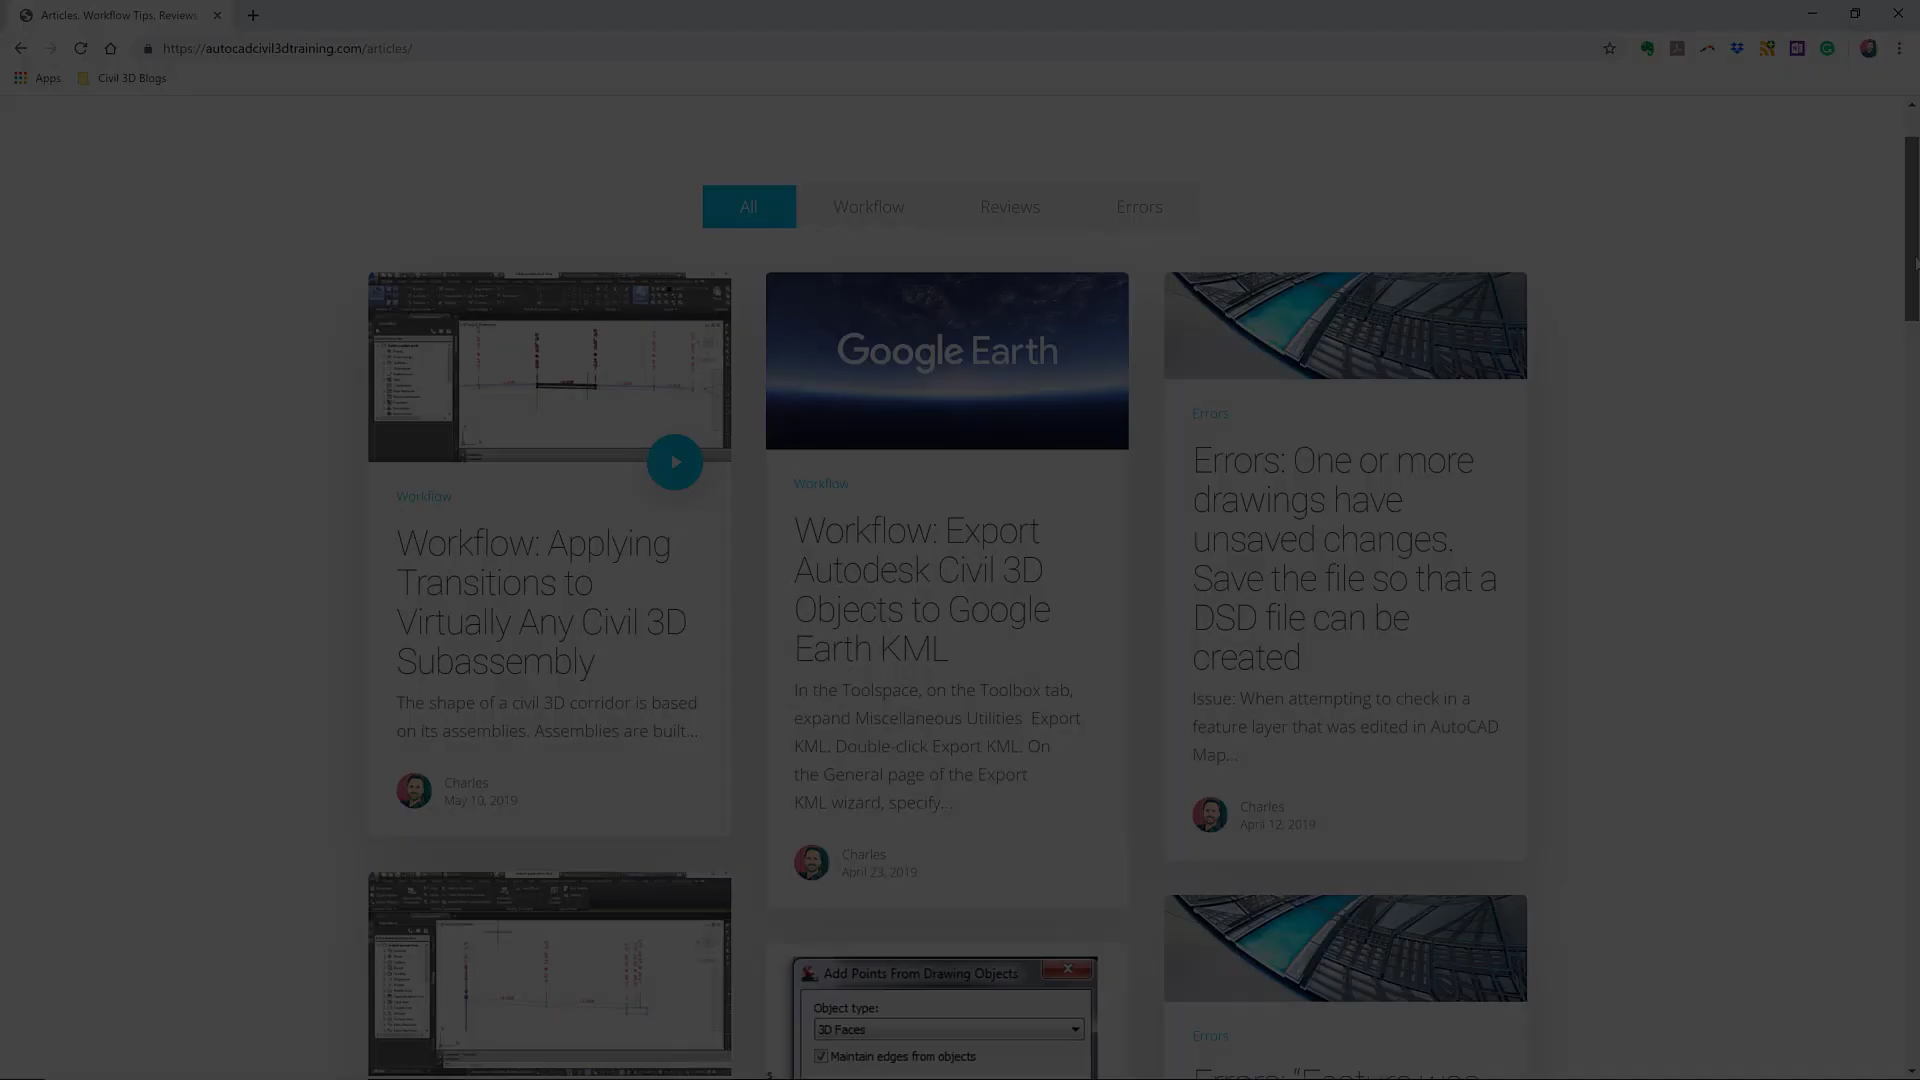 Articles, Workflow Tips, Reviews
https://autocadcivil3dtraining.com/articles/
Apps
Civil 3D Blogs
All
Workflow
Reviews
Errors
Workflow
Workflow: Applying
Transitions to
Virtually Any Civil 3D
Subassembly
The shape of a civil 3D corridor is based
on its assemblies. Assemblies are built...
Charles
May 10, 2019
Google Earth
Workflow
Workflow: Export
Autodesk Civil 3D
Objects to Google
Earth KML
In the Toolspace, on the Toolbox tab,
expand Miscellaneous Utilities Export
KML. Double-click Export KML. On
the General page of the Export
KML wizard, specify...
Charles
April 23, 2019
Errors
Errors: One or more
drawings have
unsaved changes.
Save the file so that a
DSD file can be
created
Issue: When attempting to check in a
feature layer that was edited in AutoCAD
Map...
Charles
April 12, 2019
Add Points From Drawing Objects
Object type:
3D Faces
Maintain edges from objects
Errors
Errors: "Feature was